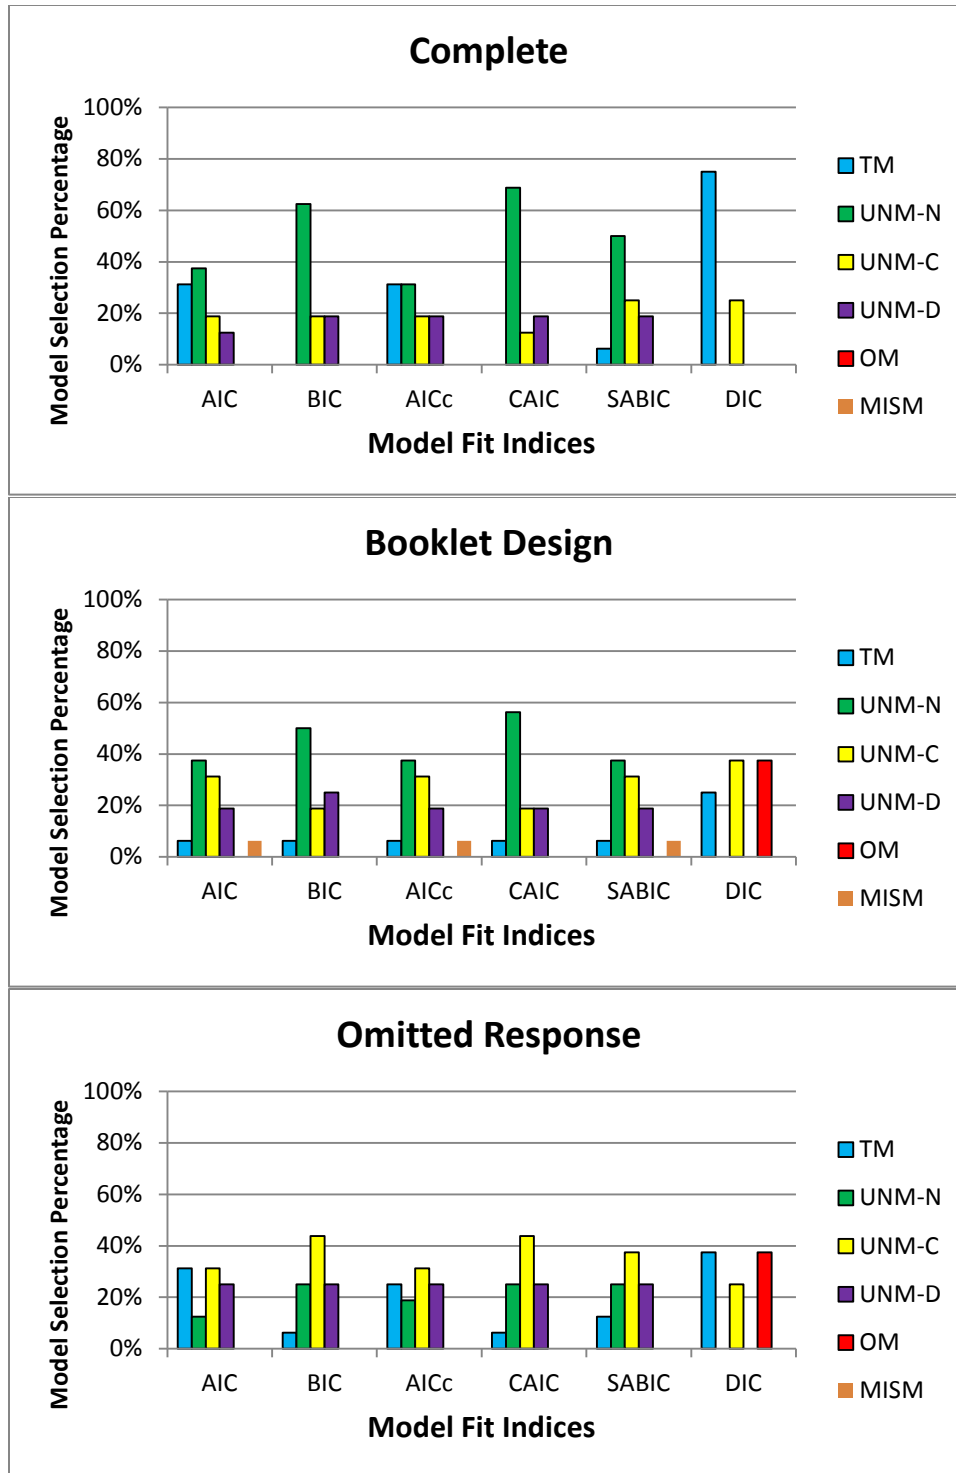 Complete
Model Selection Percentage
100%
80%
60%
40%
20%
0%
AIC BIC AICc CAIC SABIC DIC
Model Fit Indices
TM
UNM-N
UNM-C
UNM-D
OM
MISM
Booklet Design
Model Selection Percentage
100%
80%
60%
40%
20%
0%
AIC BIC AICc CAIC SABIC DIC
Model Fit Indices
TM
UNM-N
UNM-C
UNM-D
OM
MISM
Omitted Response
Model Selection Percentage
100%
80%
60%
40%
20%
0%
AIC BIC AICc CAIC SABIC DIC
Model Fit Indices
TM
UNM-N
UNM-C
UNM-D
OM
MISM